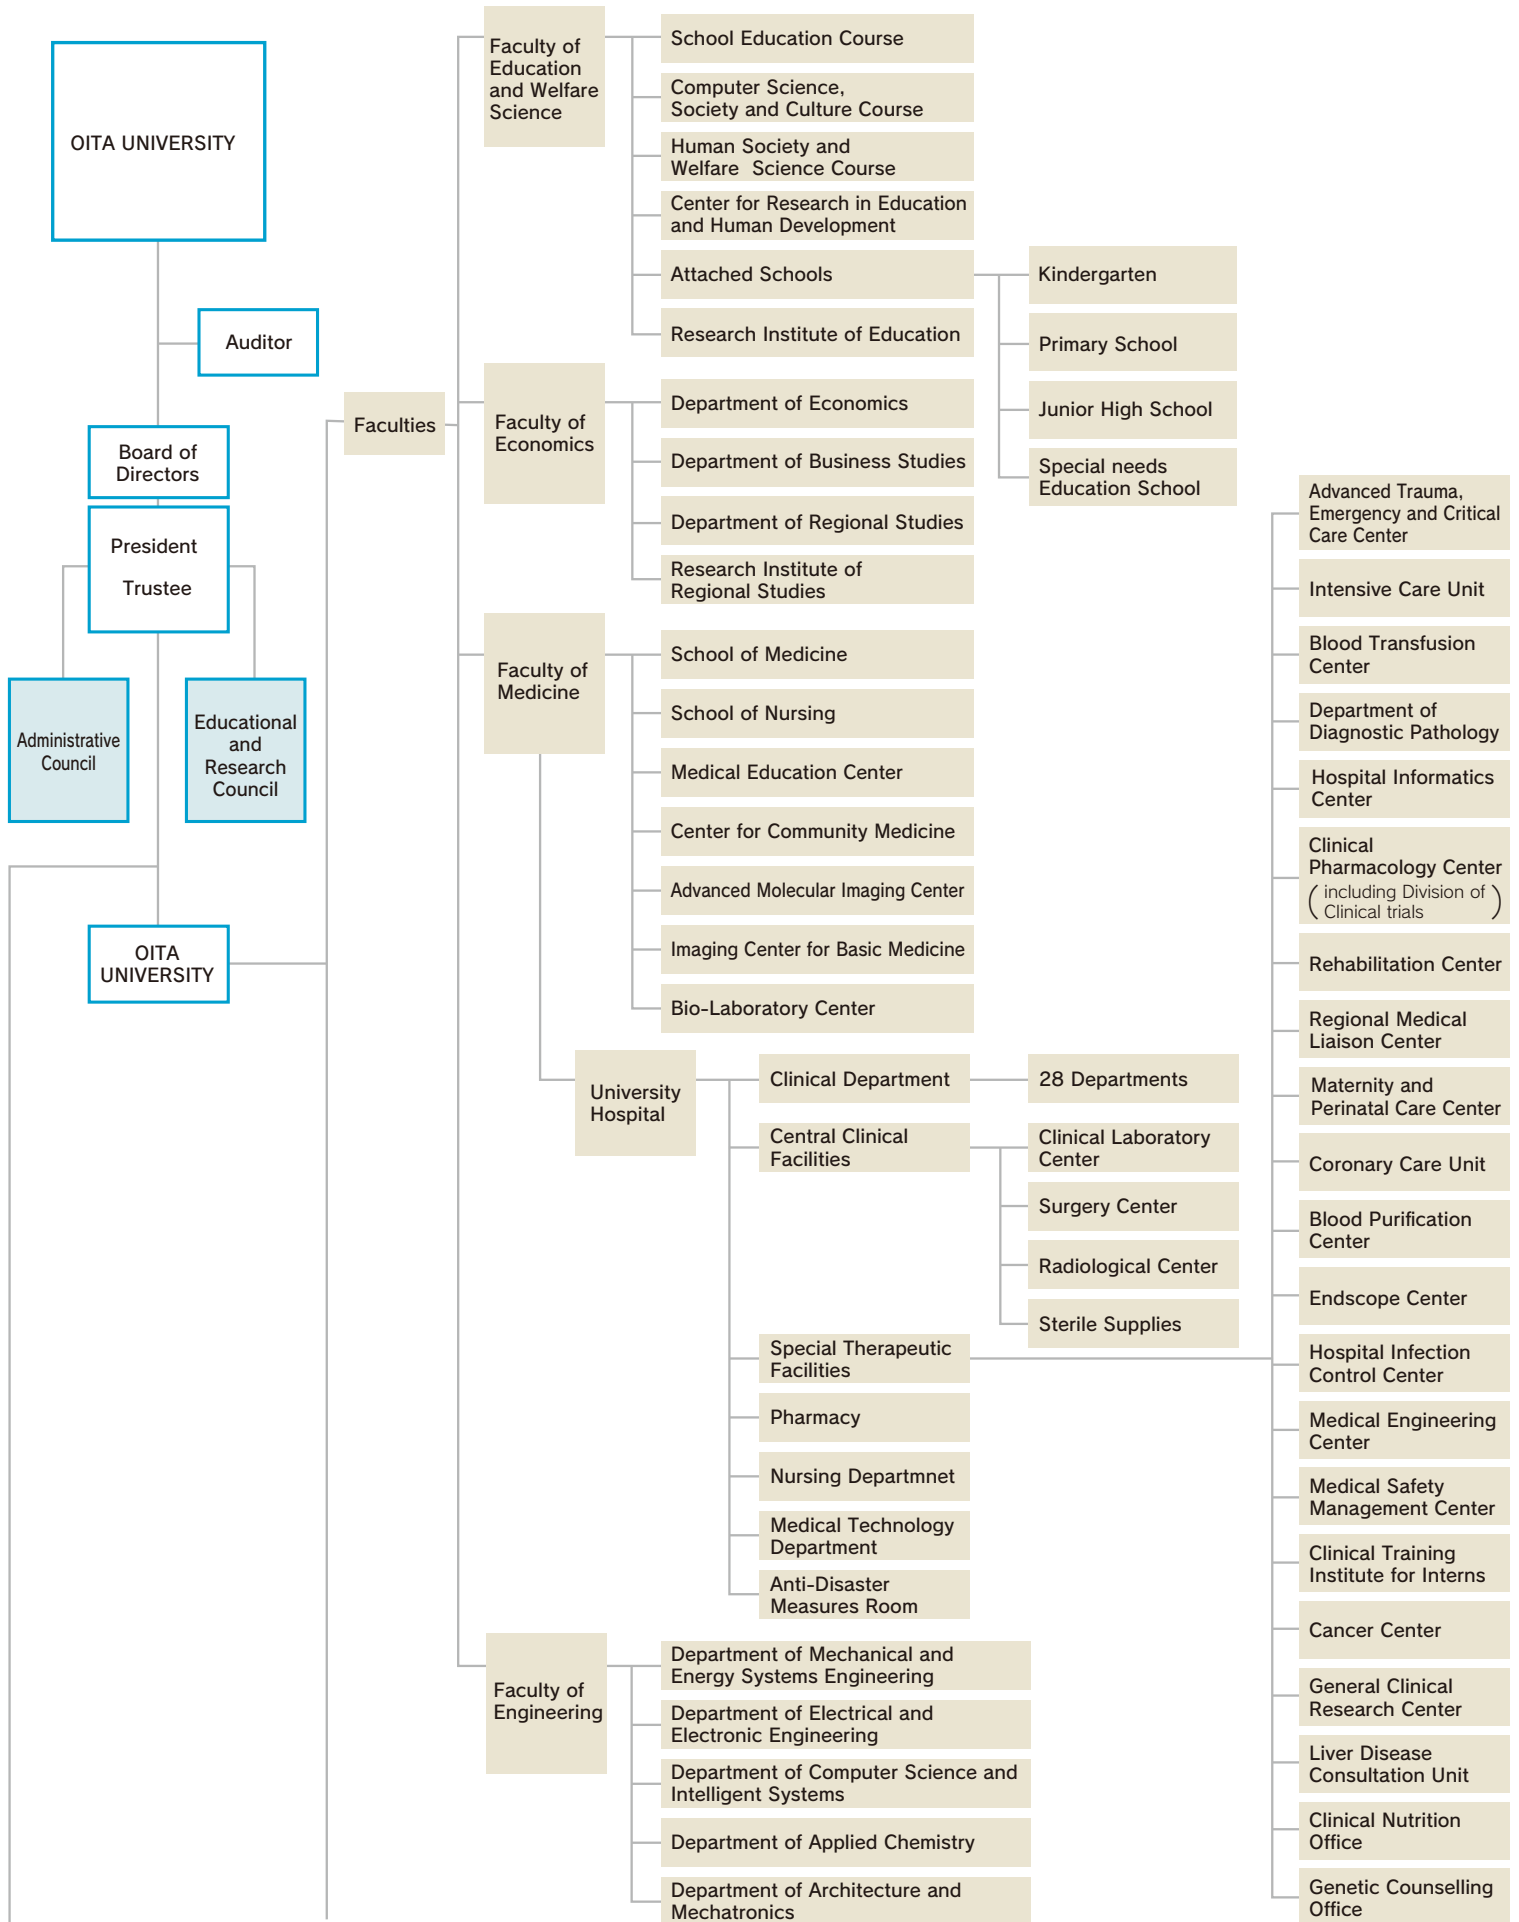 OITA UNIVERSITY
Auditor
Board of
Directors
President
Trustee
Administrative
Council
Educational
and
Research
Council
OITA
UNIVERSITY
Faculties
Faculty of
Education
and Welfare
Science
School Education Course
Computer Science,
Society and Culture Course
Human Society and
Welfare Science Course
Center for Research in Education
and Human Development
Attached Schools
Research Institute of Education
Kindergarten
Primary School
Junior High School
Special needs
Education School
Faculty of
Economics
Department of Economics
Department of Business Studies
Department of Regional Studies
Research Institute of
Regional Studies
Faculty of
Medicine
School of Medicine
School of Nursing
Medical Education Center
Center for Community Medicine
Advanced Molecular Imaging Center
Imaging Center for Basic Medicine
Bio-Laboratory Center
University
Hospital
Clinical Department
28 Departments
Central Clinical
Facilities
Clinical Laboratory
Center
Surgery Center
Radiological Center
Sterile Supplies
Special Therapeutic
Facilities
Pharmacy
Nursing Departmnet
Medical Technology
Department
Anti-Disaster
Measures Room
Advanced Trauma,
Emergency and Critical
Care Center
Intensive Care Unit
Blood Transfusion
Center
Department of
Diagnostic Pathology
Hospital Informatics
Center
Clinical
Pharmacology Center
( including Division of
Clinical trials )
Rehabilitation Center
Regional Medical
Liaison Center
Maternity and
Perinatal Care Center
Coronary Care Unit
Blood Purification
Center
Endscope Center
Hospital Infection
Control Center
Medical Engineering
Center
Medical Safety
Management Center
Clinical Training
Institute for Interns
Cancer Center
General Clinical
Research Center
Liver Disease
Consultation Unit
Clinical Nutrition
Office
Genetic Counselling
Office
Faculty of
Engineering
Department of Mechanical and
Energy Systems Engineering
Department of Electrical and
Electronic Engineering
Department of Computer Science and
Intelligent Systems
Department of Applied Chemistry
Department of Architecture and
Mechatronics